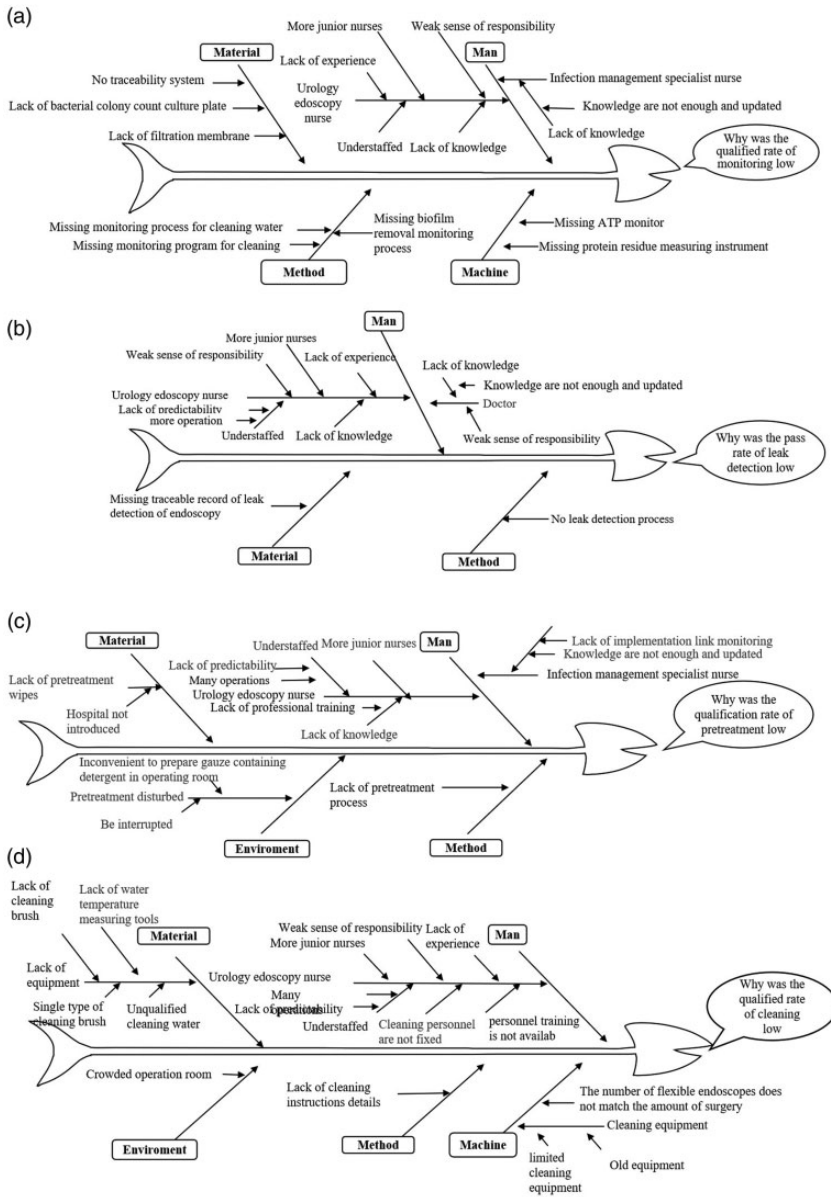 (a)
More junior nurses
Weak sense of responsibility
Material
Man
Lack of experience
No traceability system
Infection management specialist nurse
Urology
edoscopy
nurse
Lack of bacterial colony count culture plate
Knowledge are not enough and updated
Lack of filtration membrane
Understaffed
Lack of knowledge
Lack of knowledge
Why was the
qualified rate of
monitoring low
Missing monitoring process for cleaning water
Missing monitoring program for cleaning
Missing biofilm
removal monitoring
process
Missing ATP monitor
Missing protein residue measuring instrument
Method
Machine
(b)
Man
More junior nurses
Weak sense of responsibility
Lack of experience
Lack of knowledge
Knowledge are not enough and updated
Urology edoscopy nurse
Lack of predictability
more operation
Doctor
Understaffed
Lack of knowledge
Weak sense of responsibility
Why was the pass
rate of leak
detection low
Missing traceable record of leak
detection of endoscopy
No leak detection process
Material
Method
(c)
Material
Man
Understaffed
More junior nurses
Lack of implementation link monitoring
Knowledge are not enough and updated
Lack of predictability
Many operations
Infection management specialist nurse
Lack of pretreatment
wipes
Urology edoscopy nurse
Lack of professional training
Hospital not
introduced
Lack of knowledge
Why was the
qualification rate of
pretreatment low
Inconvenient to prepare gauze containing
detergent in operating room
Pretreatment disturbed
Be interrupted
Lack of pretreatment
process
Enviroment
Method
(d)
Lack of
cleaning
brush
Lack of water
temperature
measuring tools
Material
Weak sense of responsibility
More junior nurses
Lack of
experience
Man
Lack of
equipment
Urology edoscopy nurse
Many
operations
Lack of predictability
Single type of
cleaning brush
Unqualified
cleaning water
Understaffed
Cleaning personnel
are not fixed
personnel training
is not availab
Why was the
qualified rate
of cleaning
low
Crowded operation room
Lack of cleaning
instructions details
The number of flexible endoscopes does
not match the amount of surgery
Cleaning equipment
limited
cleaning
equipment
Old equipment
Enviroment
Method
Machine